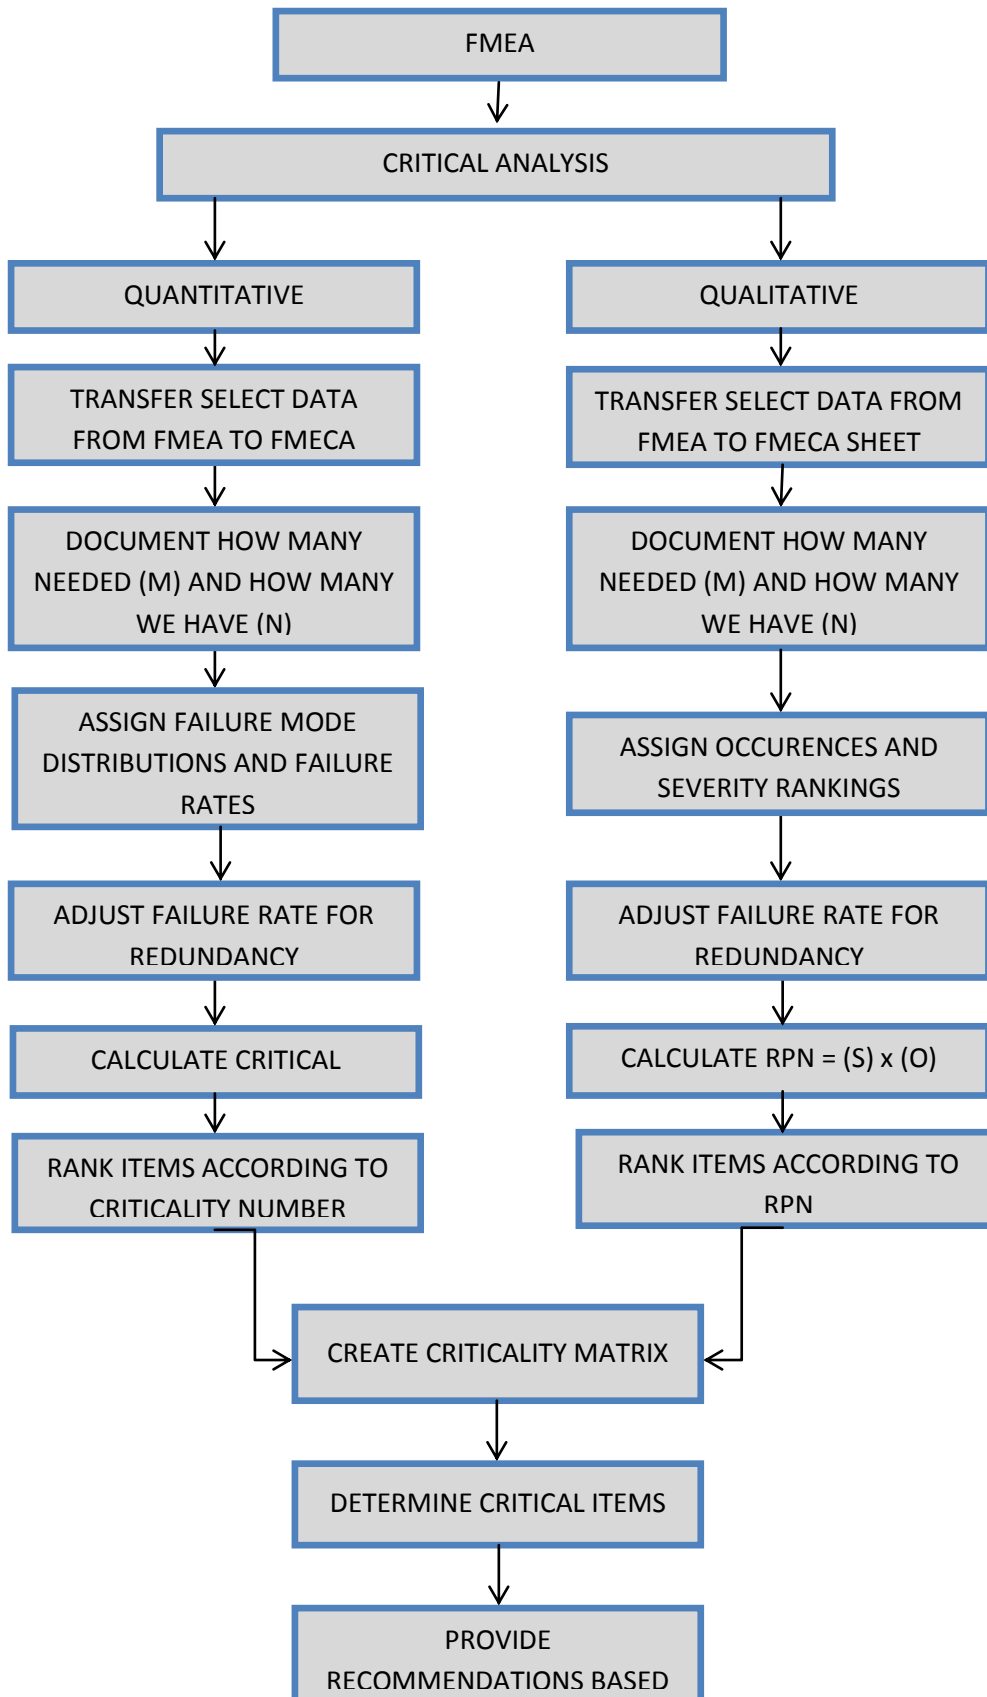 FMEA
CRITICAL ANALYSIS
QUANTITATIVE
TRANSFER SELECT DATA
FROM FMEA TO FMECA
DOCUMENT HOW MANY
NEEDED (M) AND HOW MANY
WE HAVE (N)
ASSIGN FAILURE MODE
DISTRIBUTIONS AND FAILURE
RATES
ADJUST FAILURE RATE FOR
REDUNDANCY
CALCULATE CRITICAL
RANK ITEMS ACCORDING TO
CRITICALITY NUMBER
QUALITATIVE
TRANSFER SELECT DATA FROM
FMEA TO FMECA SHEET
DOCUMENT HOW MANY
NEEDED (M) AND HOW MANY
WE HAVE (N)
ASSIGN OCCURENCES AND
SEVERITY RANKINGS
ADJUST FAILURE RATE FOR
REDUNDANCY
CALCULATE RPN = (S) x (O)
RANK ITEMS ACCORDING TO
RPN
CREATE CRITICALITY MATRIX
DETERMINE CRITICAL ITEMS
PROVIDE
RECOMMENDATIONS BASED